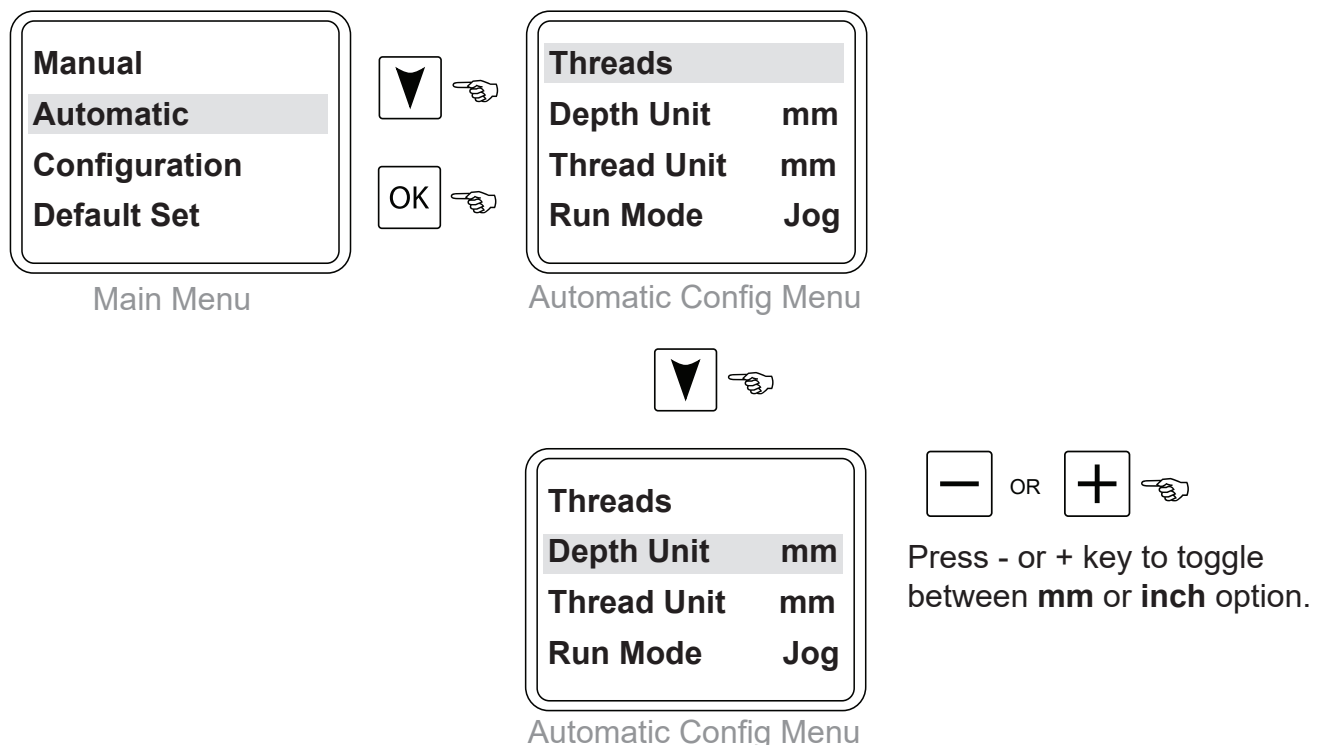 Manual
Automatic
Configuration
Default Set
Main Menu
OK
Threads
Depth Unit mm
Thread Unit mm
Run Mode Jog
Automatic Config Menu
Threads
Depth Unit mm
Thread Unit mm
Run Mode Jog
Automatic Config Menu
- OR +
Press - or + key to toggle
between mm or inch option.